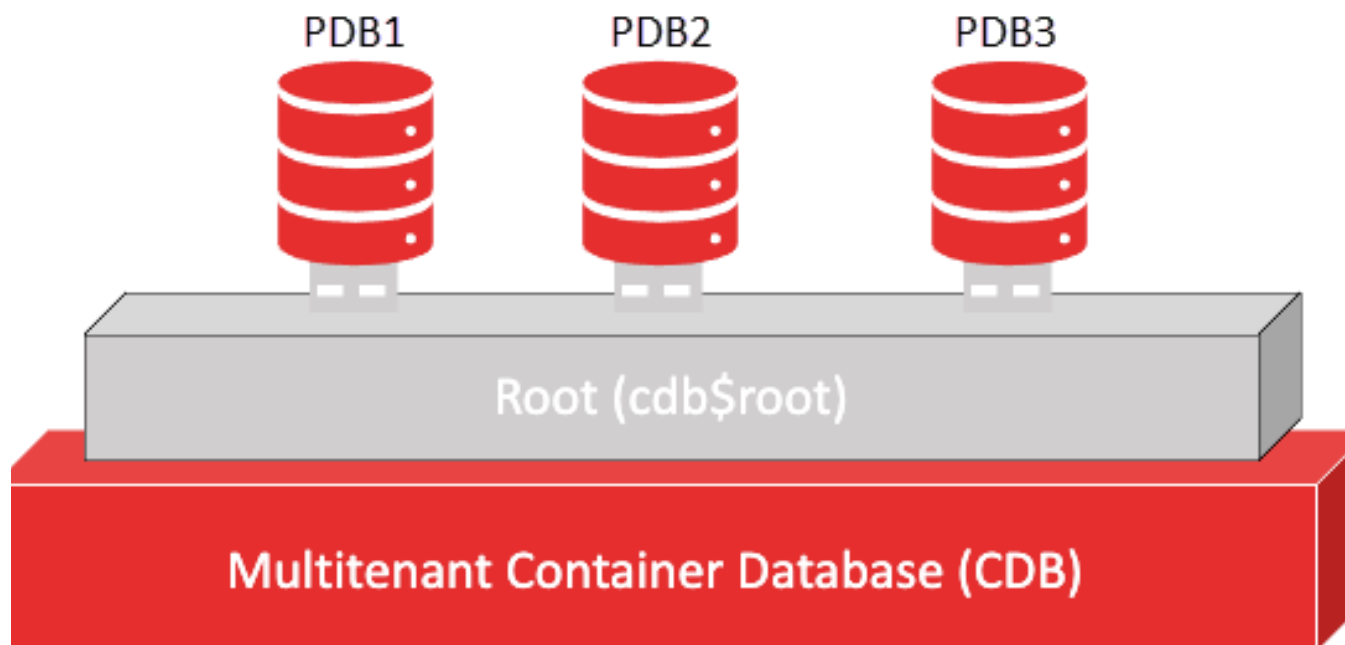 PDB1 PDB2 PDB3
Root (cdb$root)
Multitenant Container Database (CDB)